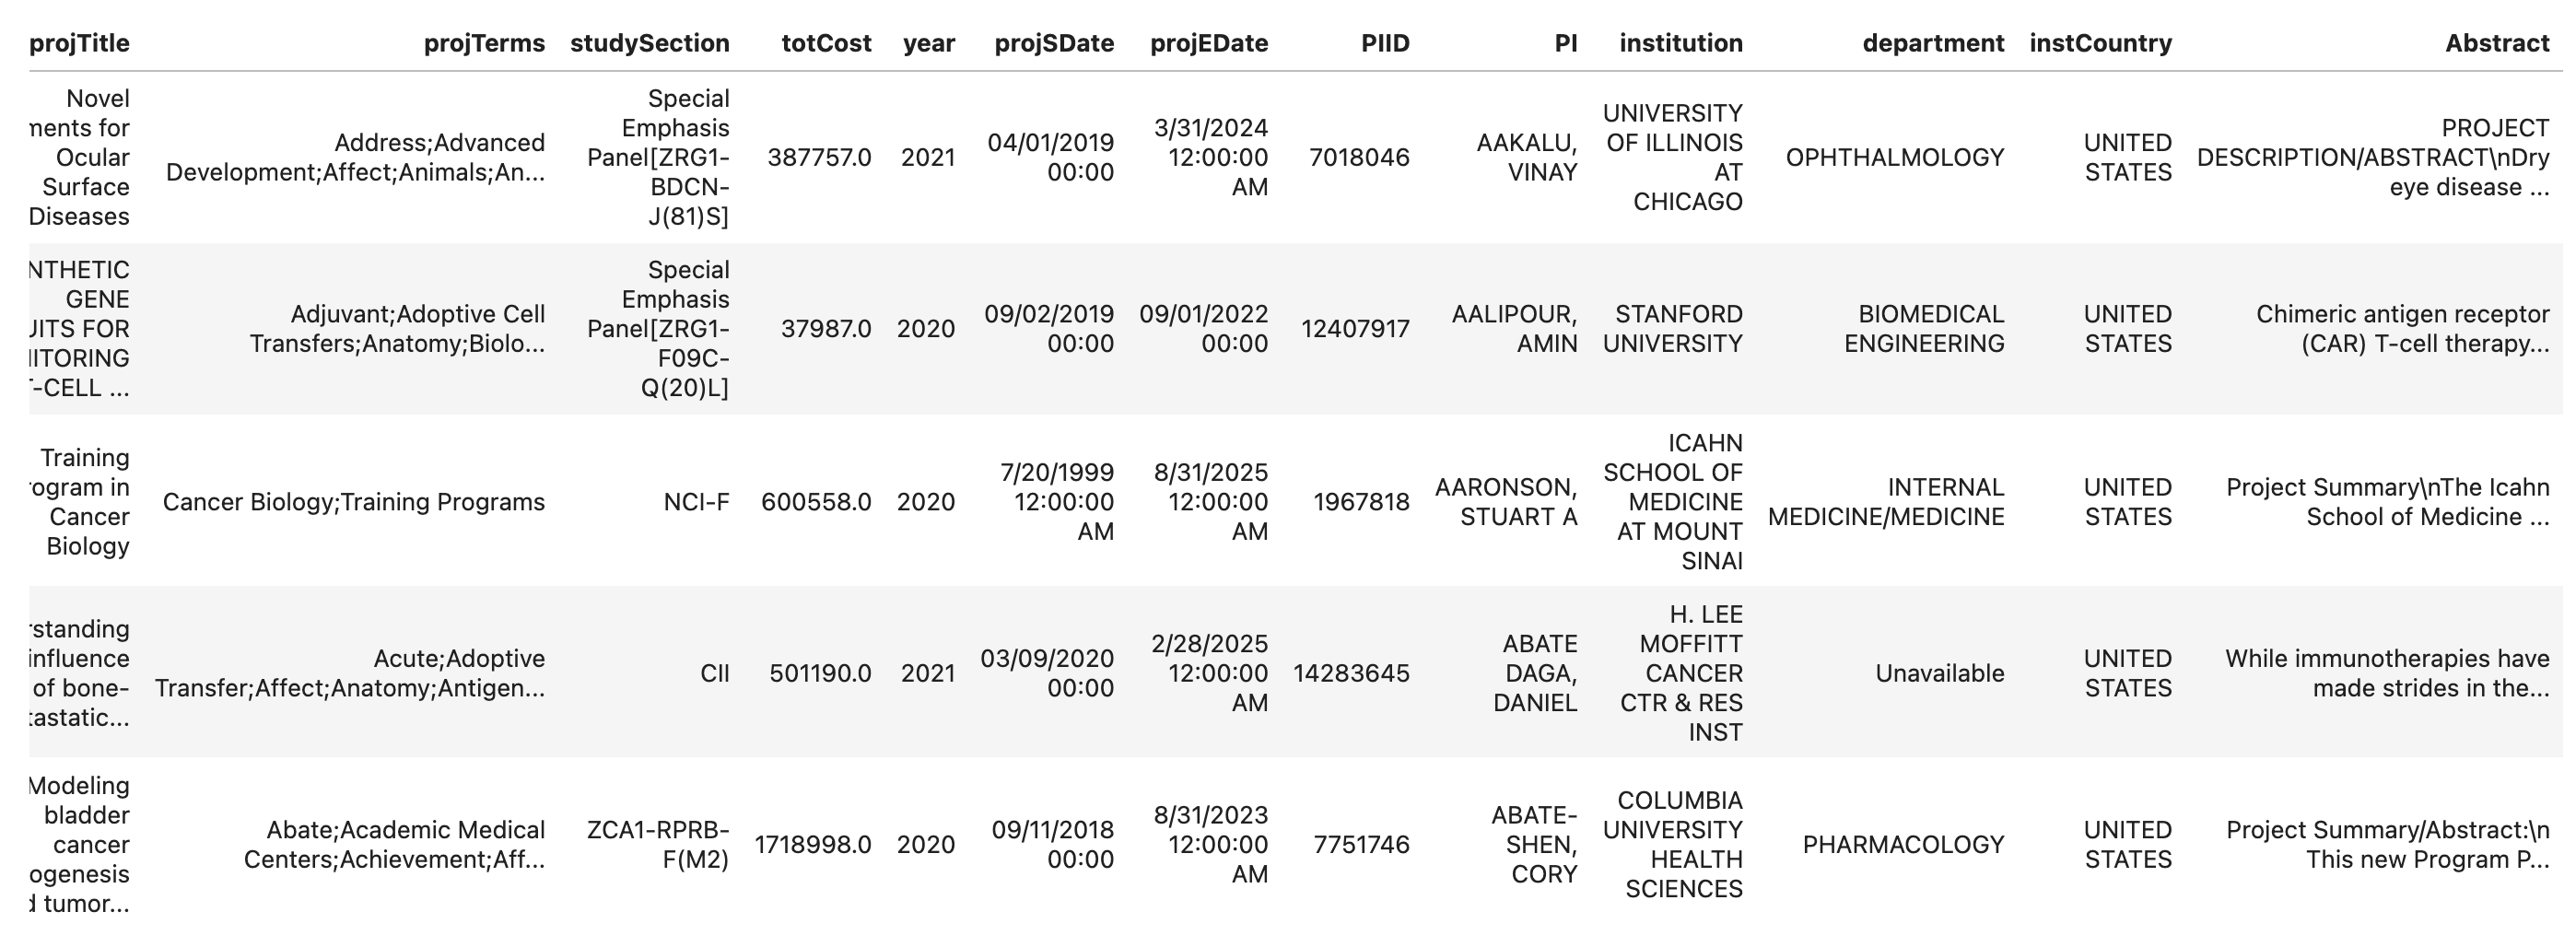 projTitle projTerms studySection totCost year projSDate projEDate PIID PI institution department instCountry Abstract
Novel
ments for
Ocular
Surface
Diseases
Address;Advanced
Development;Affect;Animals;An...
Special
Emphasis
Panel[ZRG1-
BDCN-
J(81)S]
387757.0
2021
04/01/2019
00:00
3/31/2024
12:00:00
AM
7018046
AAKALU,
VINAY
UNIVERSITY
OF ILLINOIS
AT
CHICAGO
OPHTHALMOLOGY
UNITED
STATES
PROJECT
DESCRIPTION/ABSTRACT\nDry
eye disease ...
NTHETIC
GENE
UITS FOR
ITORING
T-CELL ...
Adjuvant;Adoptive Cell
Transfers;Anatomy;Biolo...
Special
Emphasis
Panel[ZRG1-
F09C-
Q(20)L]
37987.0
2020
09/02/2019
00:00
09/01/2022
00:00
12407917
AALIPOUR,
AMIN
STANFORD
UNIVERSITY
BIOMEDICAL
ENGINEERING
UNITED
STATES
Chimeric antigen receptor
(CAR) T-cell therapy...
Training
rogram in
Cancer
Biology
Cancer Biology;Training Programs
NCI-F
600558.0
2020
7/20/1999
12:00:00
AM
8/31/2025
12:00:00
AM
1967818
AARONSON,
STUART A
ICAHN
SCHOOL OF
MEDICINE
AT MOUNT
SINAI
INTERNAL
MEDICINE/MEDICINE
UNITED
STATES
Project Summary\nThe Icahn
School of Medicine ...
rstanding
influence
of bone-
tastatic...
Acute;Adoptive
Transfer;Affect;Anatomy;Antigen...
CII
501190.0
2021
03/09/2020
00:00
2/28/2025
12:00:00
AM
14283645
ABATE
DAGA,
DANIEL
H. LEE
MOFFITT
CANCER
CTR & RES
INST
Unavailable
UNITED
STATES
While immunotherapies have
made strides in the...
Modeling
bladder
cancer
ogenesis
d tumor...
Abate;Academic Medical
Centers;Achievement;Aff...
ZCA1-RPRB-
F(M2)
1718998.0
2020
09/11/2018
00:00
8/31/2023
12:00:00
AM
7751746
ABATE-
SHEN,
CORY
COLUMBIA
UNIVERSITY
HEALTH
SCIENCES
PHARMACOLOGY
UNITED
STATES
Project Summary/Abstract:\n
This new Program P...